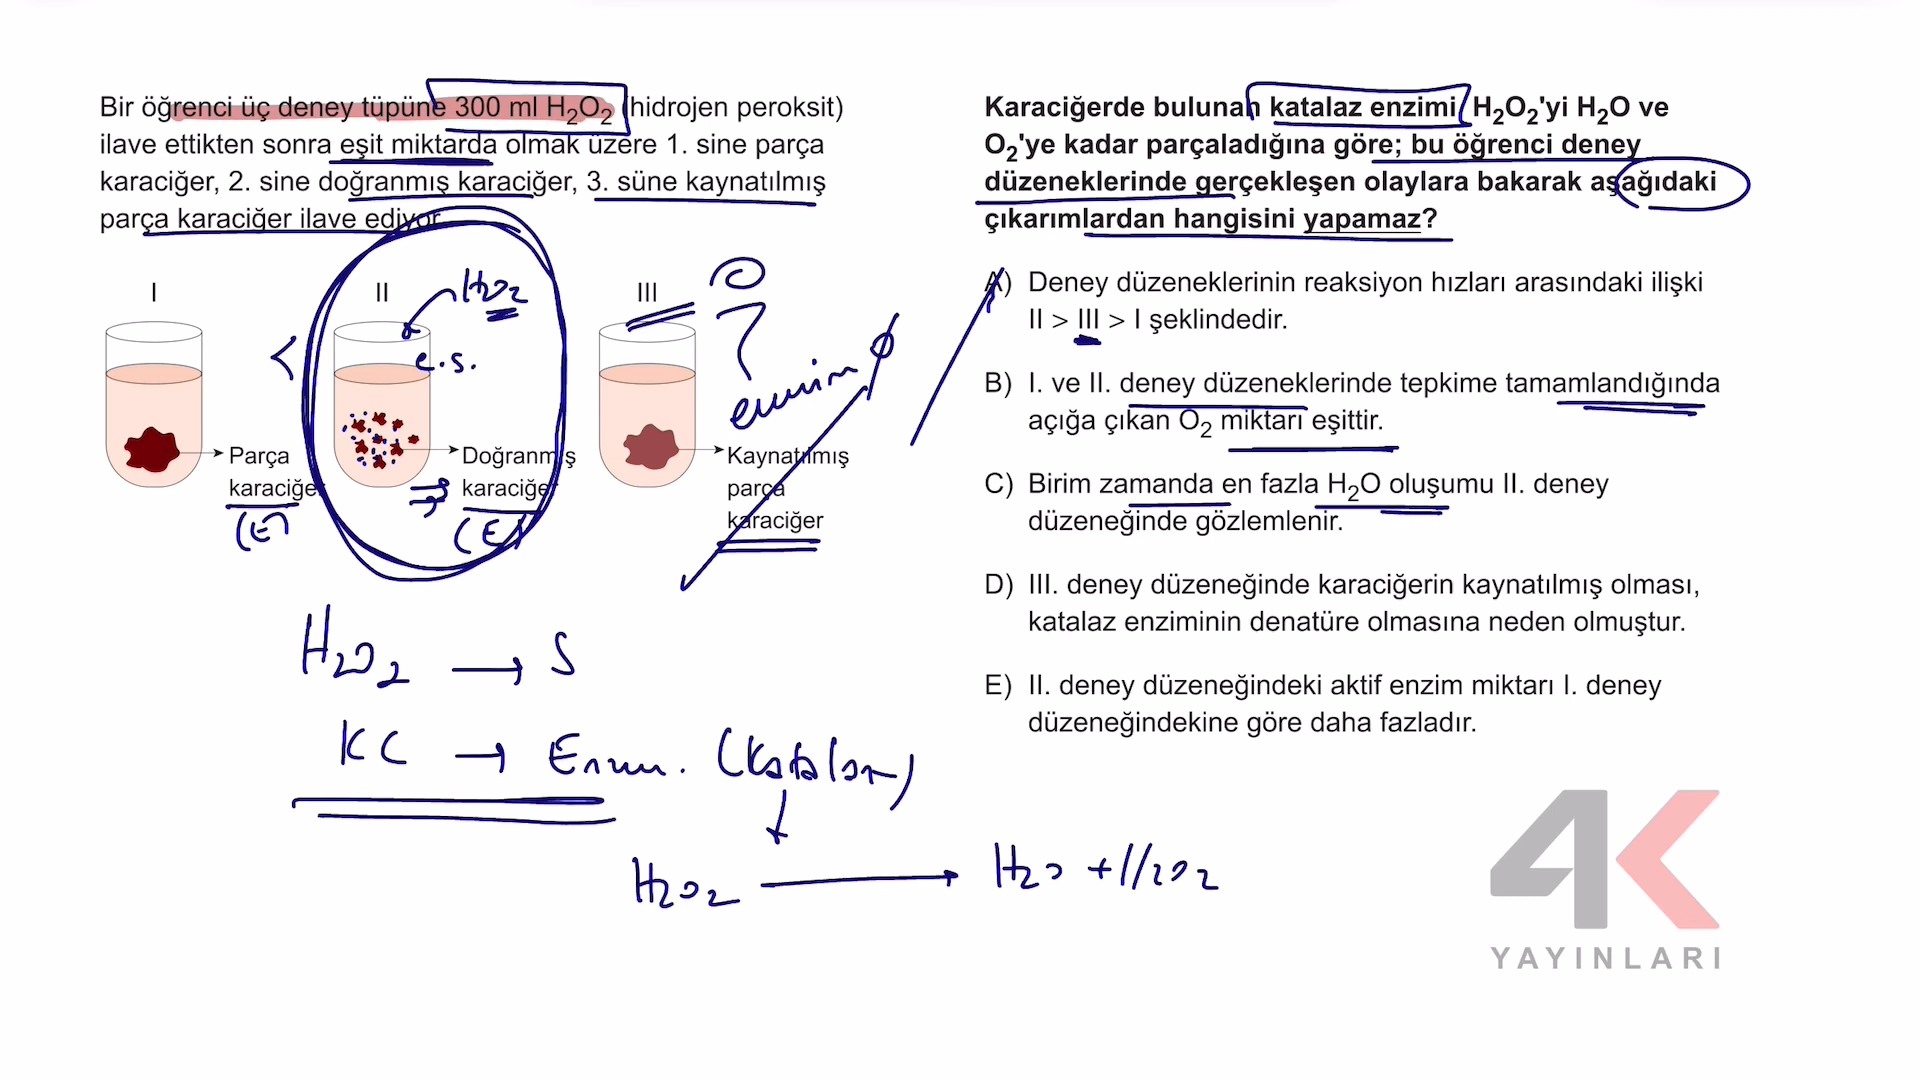 Bir öğrenci üç deney tüpüne 300 ml H₂O₂ (hidrojen peroksit)
ilave ettikten sonra eşit miktarda olmak üzere 1. sine parça
karaciğer, 2. sine doğranmış karaciğer, 3. süne kaynatılmış
parça karaciğer ilave ediyor.
I
II
III
H₂O₂
e.s.
enzim
Parça
karaciğer
(E)
Doğranmış
karaciğer
(E)
Kaynatılmış
parça
karaciğer
H₂O₂ → S
KC → Enzim. (Katalaz)
H₂O₂ → H₂O + 1/2O₂
Karaciğerde bulunan katalaz enzimi H₂O₂'yi H₂O ve
O₂'ye kadar parçaladığına göre; bu öğrenci deney
düzeneklerinde gerçekleşen olaylara bakarak aşağıdaki
çıkarımlardan hangisini yapamaz?
A) Deney düzeneklerinin reaksiyon hızları arasındaki ilişki
II > III > I şeklindedir.
B) I. ve II. deney düzeneklerinde tepkime tamamlandığında
açığa çıkan O₂ miktarı eşittir.
C) Birim zamanda en fazla H₂O oluşumu II. deney
düzeneğinde gözlemlenir.
D) III. deney düzeneğinde karaciğerin kaynatılmış olması,
katalaz enziminin denatüre olmasına neden olmuştur.
E) II. deney düzeneğindeki aktif enzim miktarı I. deney
düzeneğindekine göre daha fazladır.
4K
YAYINLARI